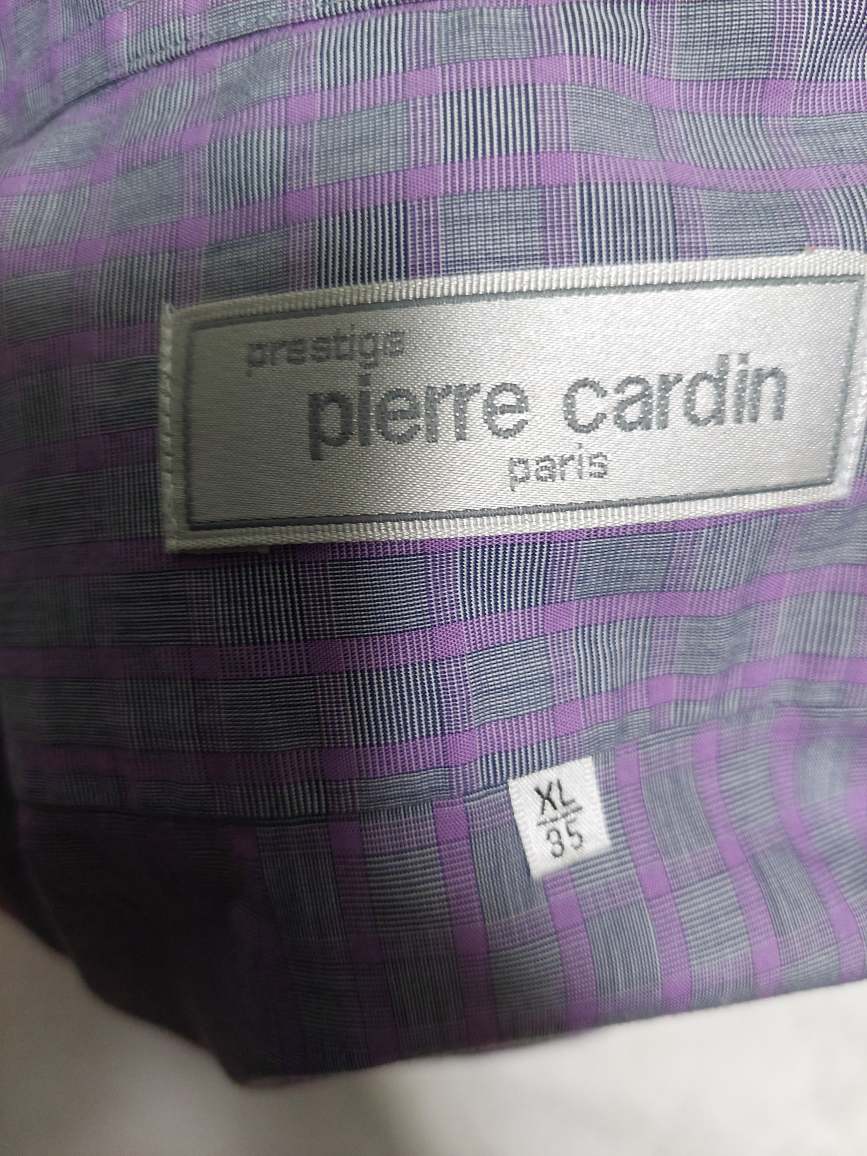 prestige
pierre cardin
paris
XL
35